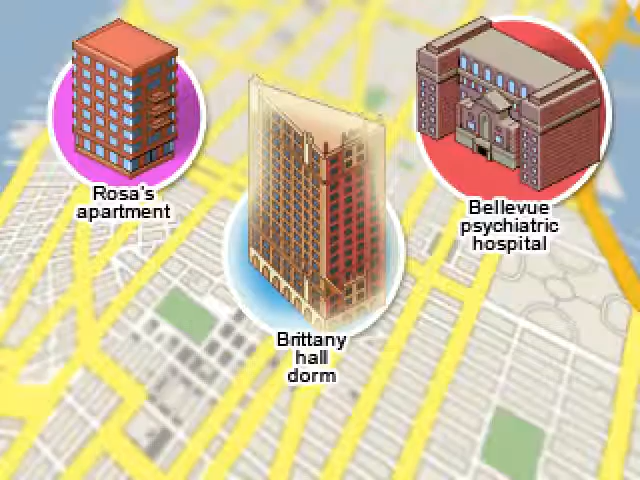 Rosa's
apartment
Brittany
hall
dorm
Bellevue
psychiatric
hospital